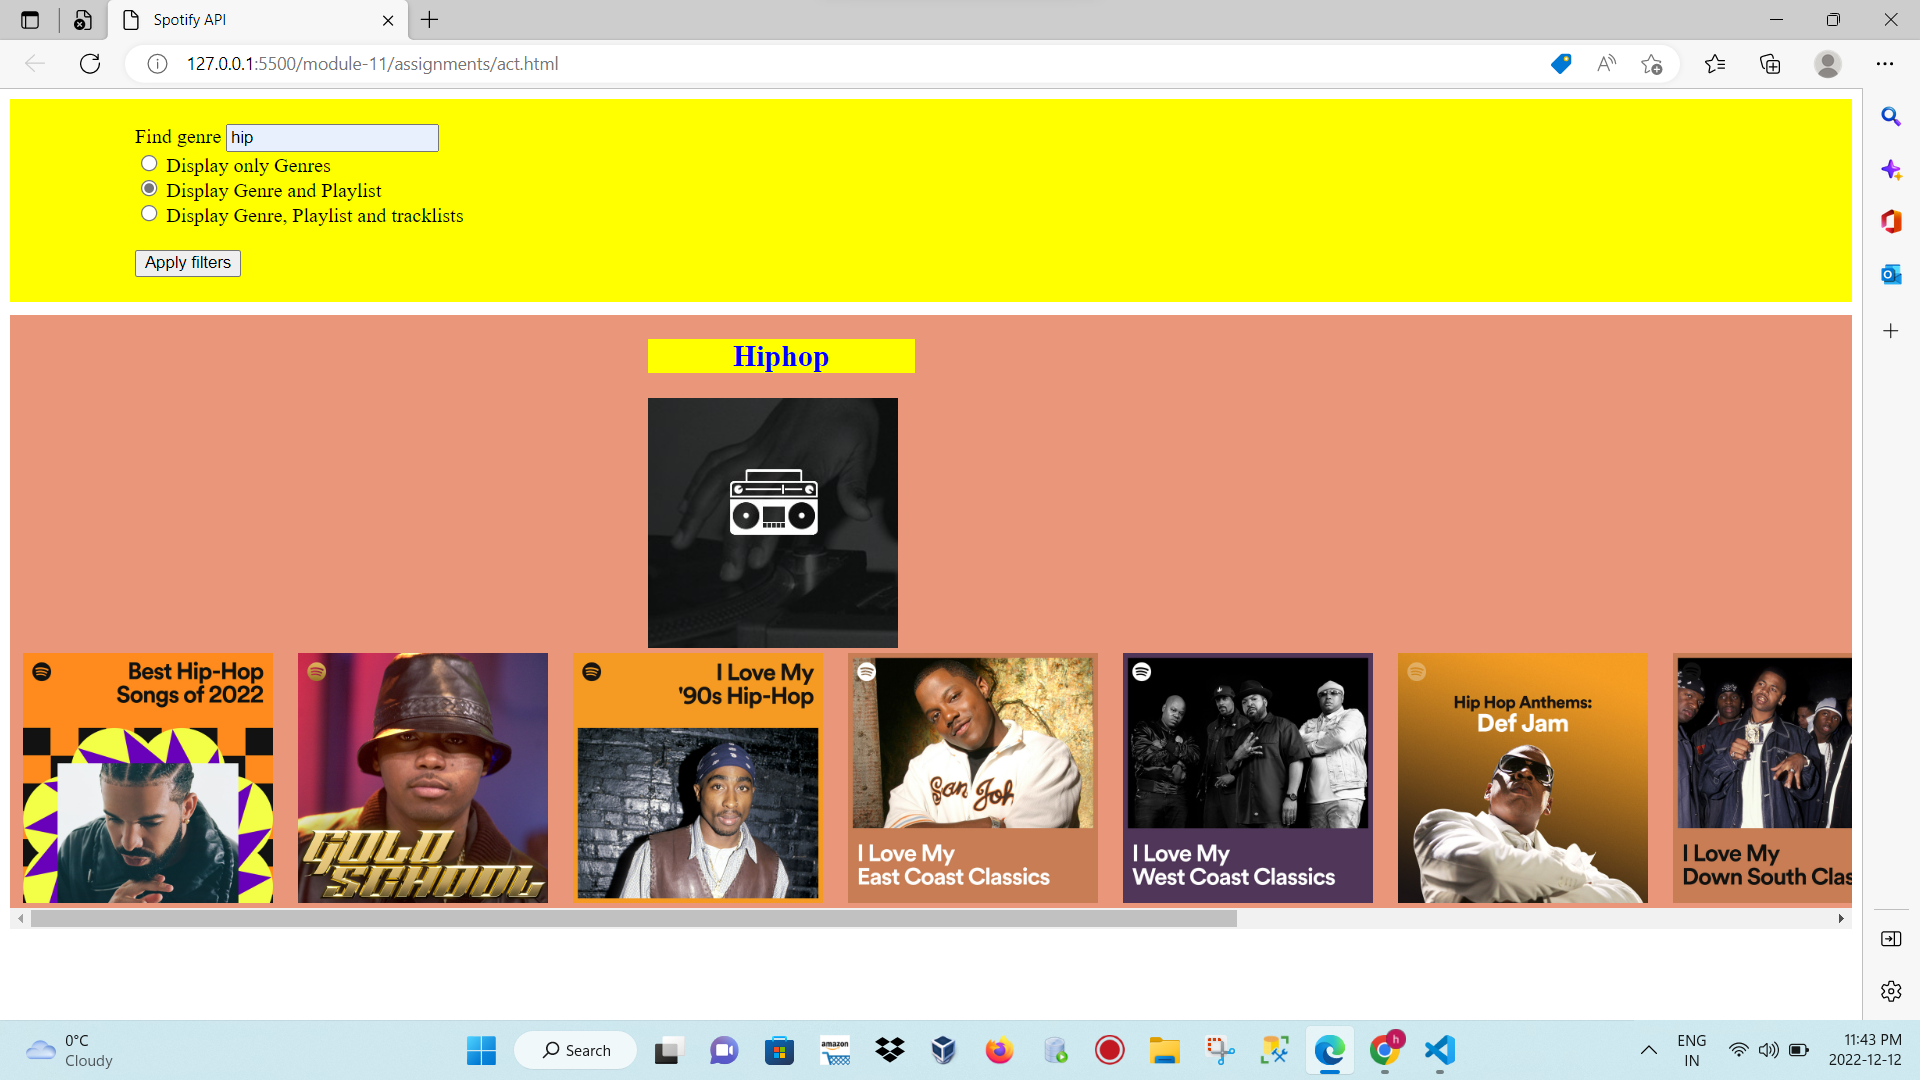 Spotify API
127.0.0.1:5500/module-11/assignments/act.html
Find genre hip
Display only Genres
Display Genre and Playlist
Display Genre, Playlist and tracklists
Apply filters
Hiphop
Best Hip-Hop
Songs of 2022
GOLD
SCHOOL
I Love My
'90s Hip-Hop
San Joh
I Love My
East Coast Classics
I Love My
West Coast Classics
Hip Hop Anthems:
Def Jam
I Love My
Down South Clas
0°C
Cloudy
Search
amazon
h
ENG
IN
11:43 PM
2022-12-12